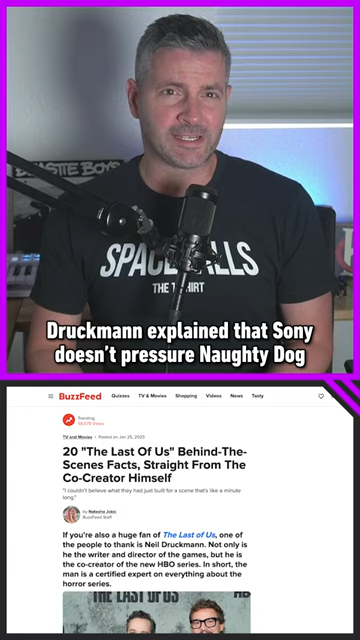 BEASTIE BOYS
SPACEBALLS
THE T-SHIRT
Druckmann explained that Sony
doesn't pressure Naughty Dog
BuzzFeed
Quizzes
TV & Movies
Shopping
Videos
News
Tasty
Trending
TV and Movies • Posted on Jan 25, 2023
20 "The Last Of Us" Behind-The-
Scenes Facts, Straight From The
Co-Creator Himself
"I couldn't believe what they had just built for a scene that's like a minute
long."
by Natasha Jokic
BuzzFeed Staff
If you're also a huge fan of The Last of Us, one
of the people to thank is Neil Druckmann. Not only is
he the writer and director of the games, but he is
the co-creator of the new HBO series. In short, the
man is a certified expert on everything about the
horror series.
THE LAST OF US
HB